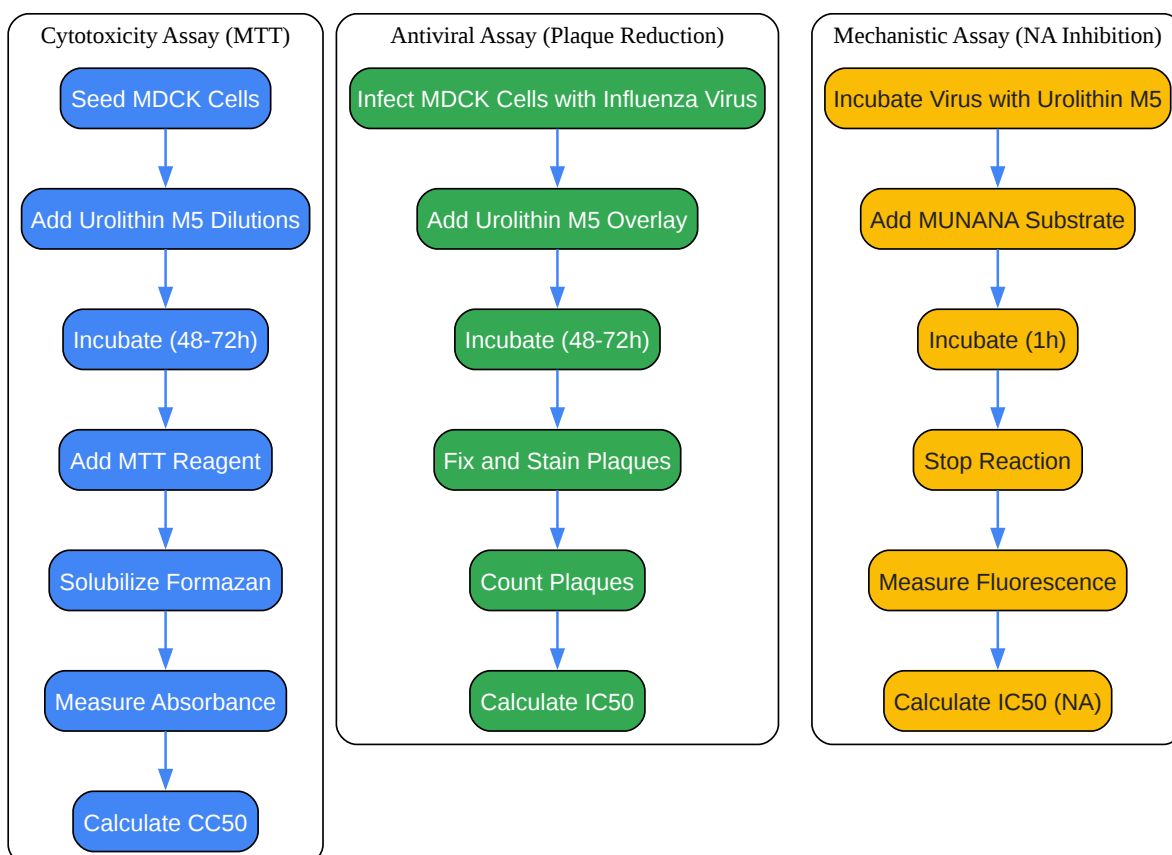 Cytotoxicity Assay (MTT)
Seed MDCK Cells
Add Urolithin M5 Dilutions
Incubate (48-72h)
Add MTT Reagent
Solubilize Formazan
Measure Absorbance
Calculate CC50
Antiviral Assay (Plaque Reduction)
Infect MDCK Cells with Influenza Virus
Add Urolithin M5 Overlay
Incubate (48-72h)
Fix and Stain Plaques
Count Plaques
Calculate IC50
Mechanistic Assay (NA Inhibition)
Incubate Virus with Urolithin M5
Add MUNANA Substrate
Incubate (1h)
Stop Reaction
Measure Fluorescence
Calculate IC50 (NA)